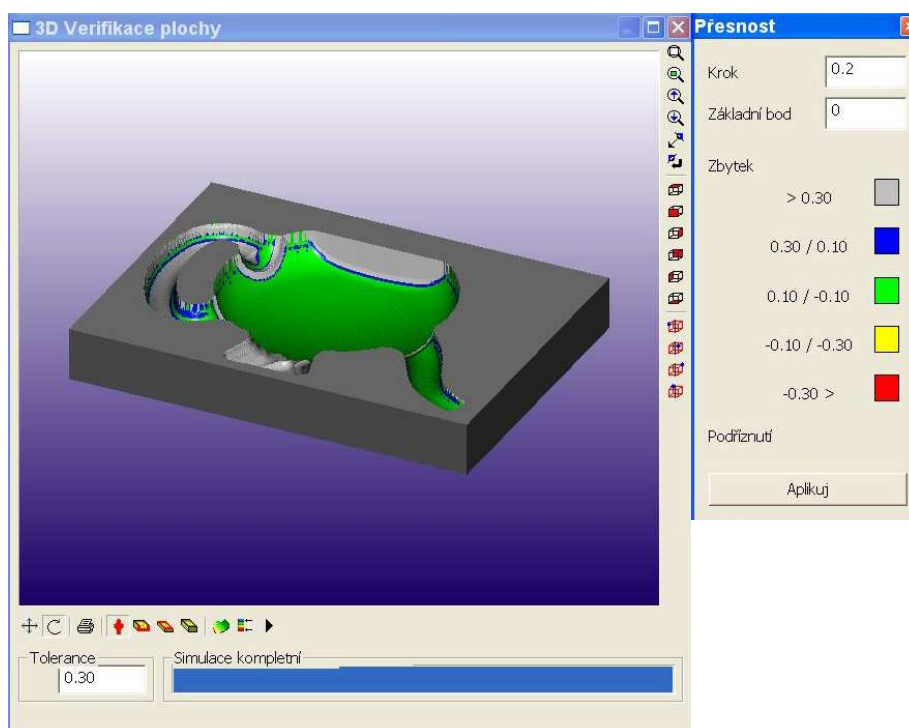 3D Verifikace plochy
Přesnost
Krok 0.2
Základní bod 0
Zbytek
> 0.30
0.30 / 0.10
0.10 / -0.10
-0.10 / -0.30
-0.30 >
Podříznutí
Aplikuj
Tolerance
0.30
Simulace kompletní